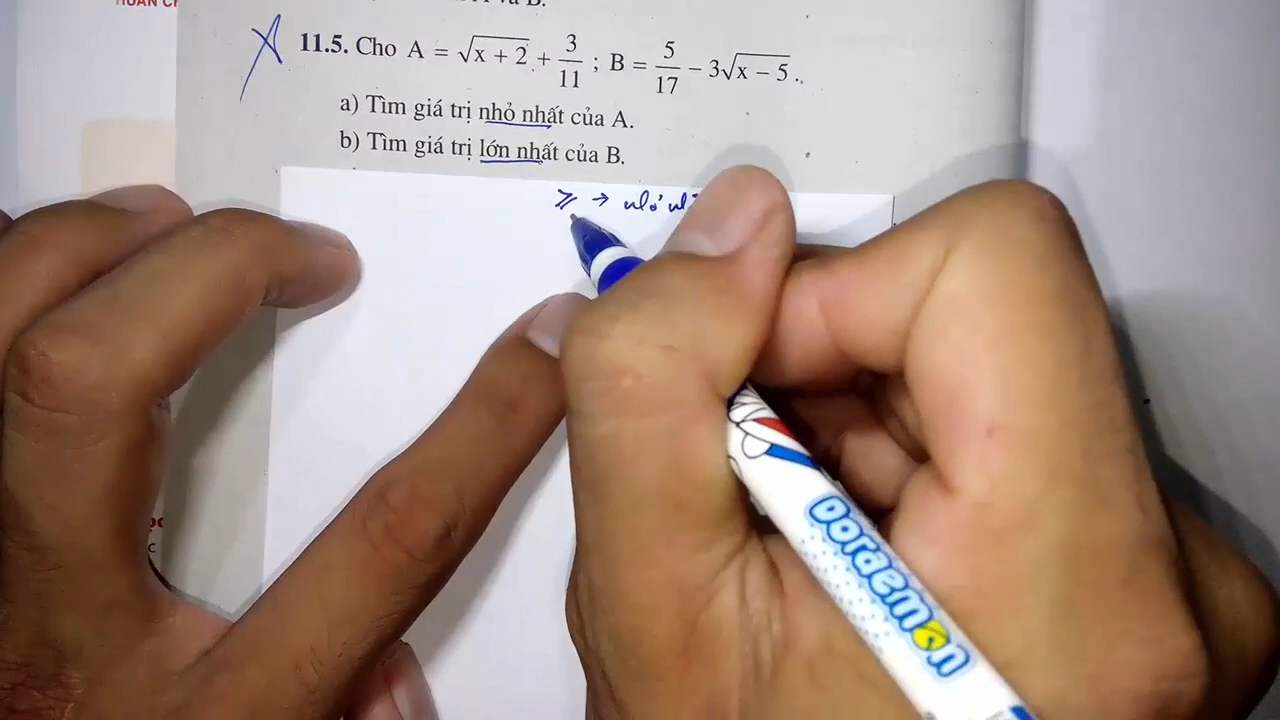 B.
11.5. Cho A = √(x + 2) + 3/11 ; B = 5/17 − 3√(x − 5).
a) Tìm giá trị nhỏ nhất của A.
b) Tìm giá trị lớn nhất của B.
≥ → nhỏ
Doraemon